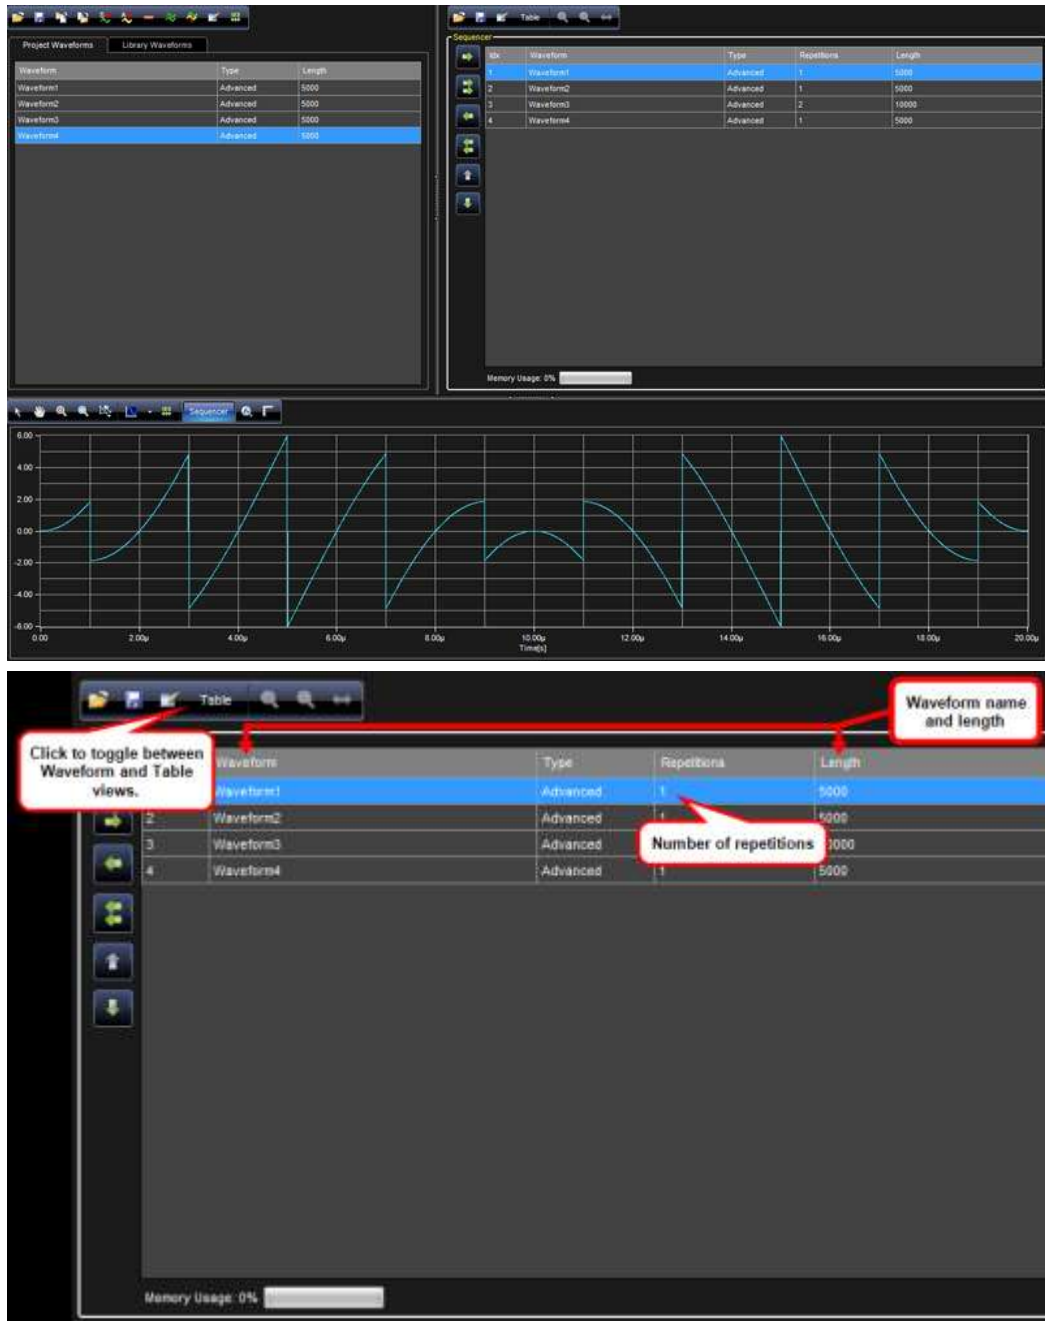 Table
Project Waveforms Library Waveforms
Waveform Type Length
Waveform1 Advanced 5000
Waveform2 Advanced 5000
Waveform3 Advanced 5000
Waveform4 Advanced 5000
Sequencer
Idx Waveform Type Repetitions Length
1 Waveform1 Advanced 1 5000
2 Waveform2 Advanced 1 5000
3 Waveform3 Advanced 2 10000
4 Waveform4 Advanced 1 5000
Memory Usage: 0%
Sequencer
6.00
4.00
2.00
0.00
-2.00
-4.00
-6.00
0.00 2.00µ 4.00µ 6.00µ 8.00µ 10.00µ 12.00µ 14.00µ 16.00µ 18.00µ 20.00µ
Time[s]
Table
Waveform name
and length
Click to toggle between
Waveform and Table
views.
Waveform Type Repetitions Length
Waveform1 Advanced 1 5000
2 Waveform2 Advanced 1 5000
3 Waveform3 Advanced 0000
Number of repetitions
4 Waveform4 Advanced 1 5000
Memory Usage: 0%